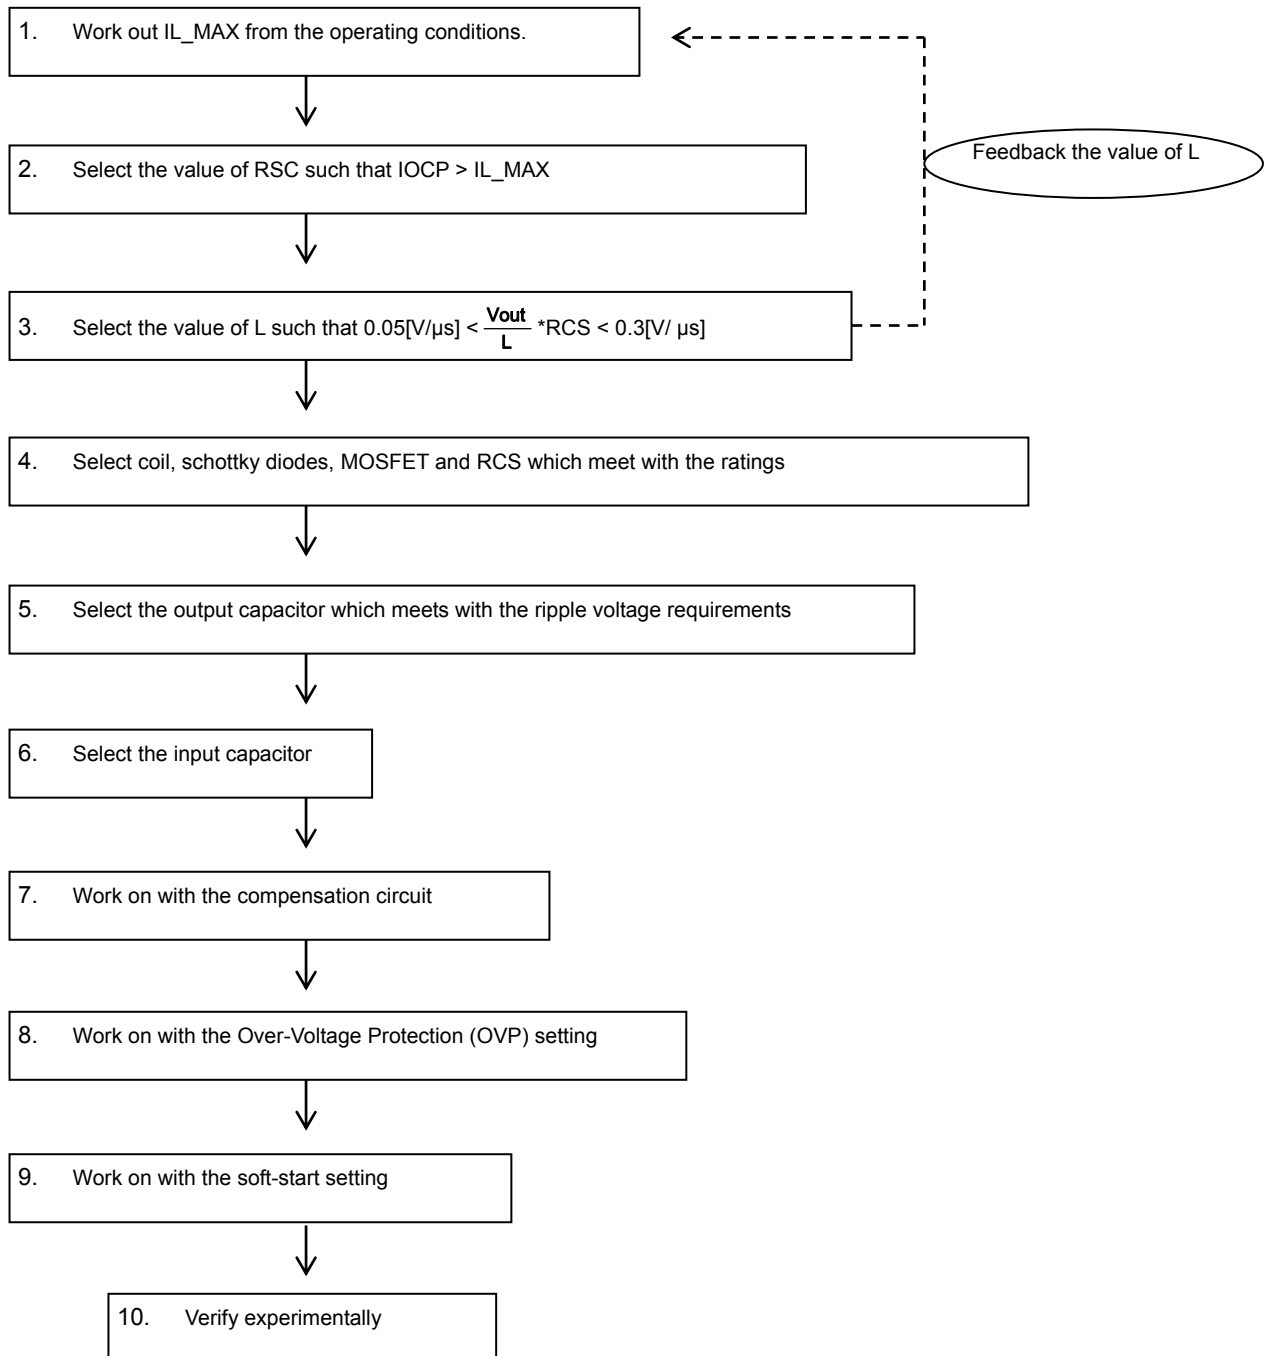 1. Work out IL_MAX from the operating conditions.
Feedback the value of L
2. Select the value of RSC such that IOCP > IL_MAX
3. Select the value of L such that 0.05[V/µs] < Vout/L *RCS < 0.3[V/ µs]
4. Select coil, schottky diodes, MOSFET and RCS which meet with the ratings
5. Select the output capacitor which meets with the ripple voltage requirements
6. Select the input capacitor
7. Work on with the compensation circuit
8. Work on with the Over-Voltage Protection (OVP) setting
9. Work on with the soft-start setting
10. Verify experimentally